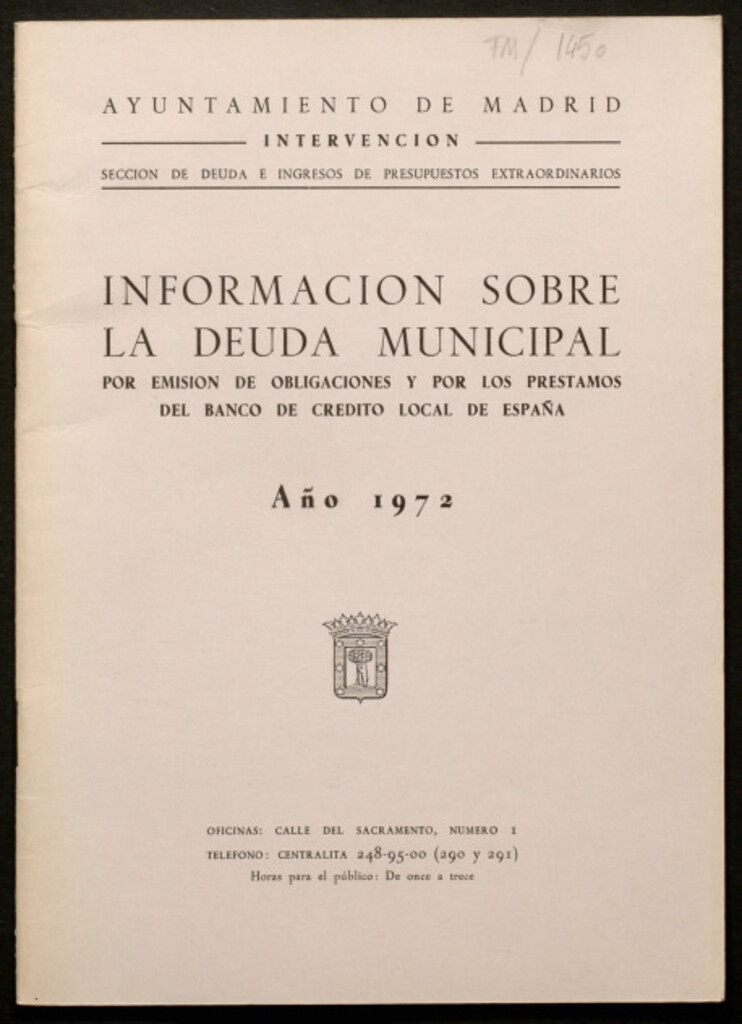 FM/ 1450
AYUNTAMIENTO DE MADRID
INTERVENCION
SECCION DE DEUDA E INGRESOS DE PRESUPUESTOS EXTRAORDINARIOS
INFORMACION SOBRE
LA DEUDA MUNICIPAL
POR EMISION DE OBLIGACIONES Y POR LOS PRESTAMOS
DEL BANCO DE CREDITO LOCAL DE ESPAÑA
Año 1972
OFICINAS: CALLE DEL SACRAMENTO, NUMERO 1
TELEFONO: CENTRALITA 248-95-00 (290 y 291)
Horas para el público: De once a trece